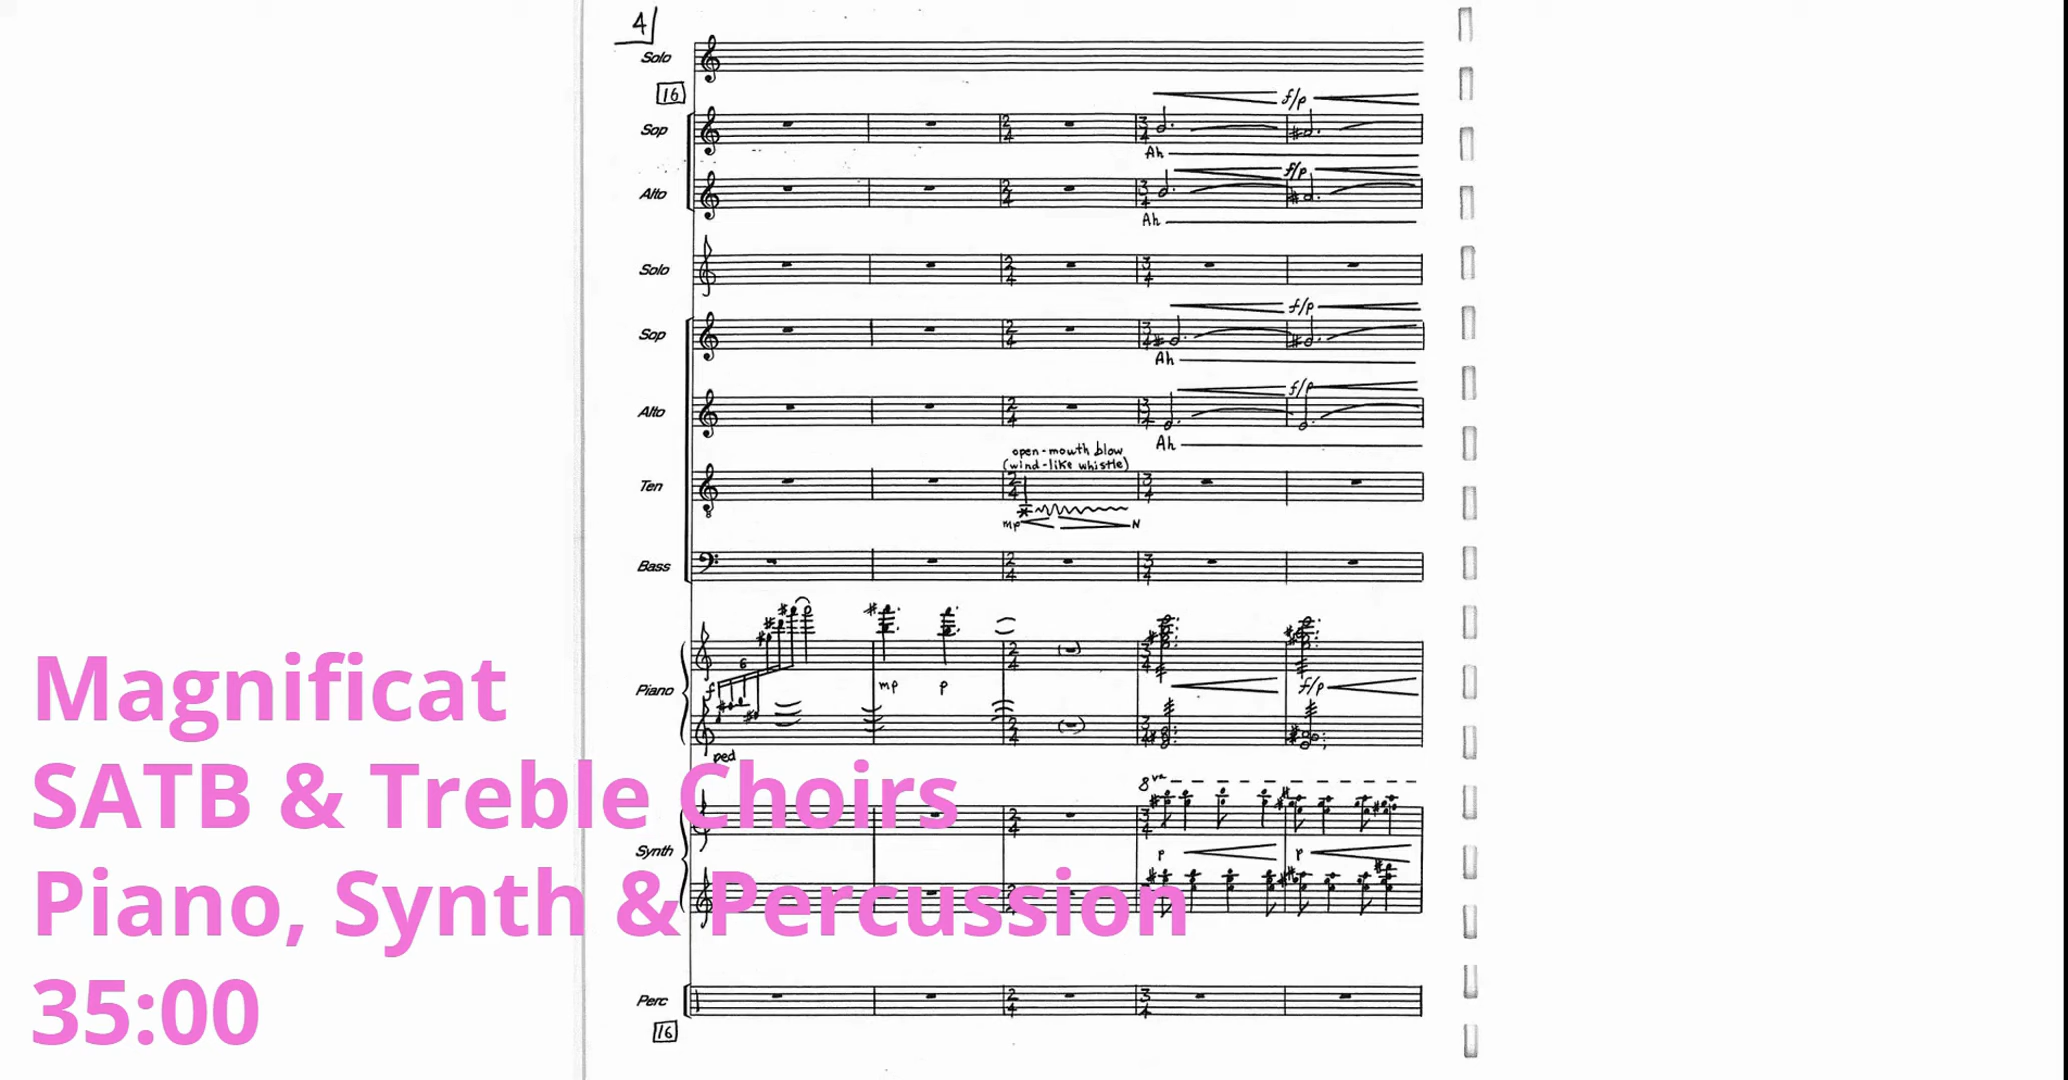 4
Solo
16
f/p
Sop
Ah
f/p
Alto
Ah
Solo
f/p
Sop
Ah
f/p
Alto
Ah
open-mouth blow
(wind-like whistle)
Ten
mp N
Bass
6
f mp p f/p
Piano
ped
8va
Synth
p p
Perc
16
Magnificat
SATB & Treble Choirs
Piano, Synth & Percussion
35:00